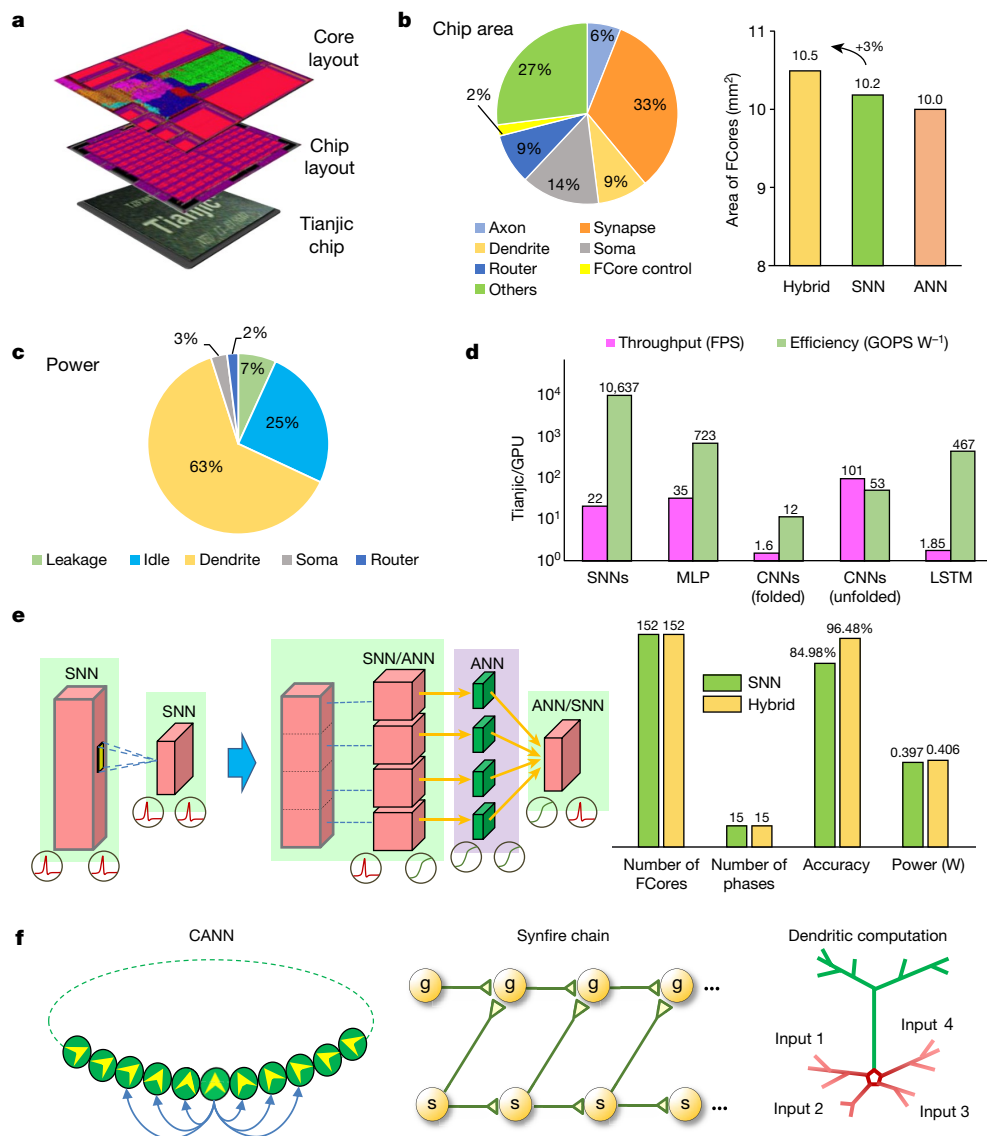 a
Core
layout
Chip
layout
Tianjic
chip
Tianjic
b
Chip area
6%
33%
9%
14%
9%
2%
27%
Axon
Synapse
Dendrite
Soma
Router
FCore control
Others
Area of FCores (mm²)
11
10
9
8
10.5
+3%
10.2
10.0
Hybrid
SNN
ANN
c
Power
3%
2%
7%
25%
63%
Leakage
Idle
Dendrite
Soma
Router
d
Throughput (FPS)
Efficiency (GOPS W⁻¹)
Tianjic/GPU
10⁴
10³
10²
10¹
10⁰
22
10,637
35
723
1.6
12
101
53
1.85
467
SNNs
MLP
CNNs
(folded)
CNNs
(unfolded)
LSTM
e
SNN
SNN
SNN/ANN
ANN
ANN/SNN
152
152
15
15
84.98%
96.48%
0.397
0.406
SNN
Hybrid
Number of
FCores
Number of
phases
Accuracy
Power (W)
f
CANN
Synfire chain
g
g
g
g
...
s
s
s
s
...
Dendritic computation
Input 1
Input 4
Input 2
Input 3